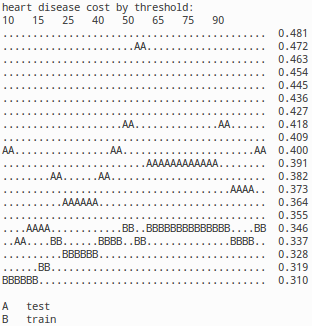 heart disease cost by threshold:
10   15   25   40   50   65   75   90
............................................  0.481
......................AA....................  0.472
............................................  0.463
............................................  0.454
............................................  0.445
............................................  0.436
............................................  0.427
....................AA..............AA......  0.418
............................................  0.409
AA................AA......................AA  0.400
........................AAAAAAAAAAAA........  0.391
........AA......AA..........................  0.382
......................................AAAA..  0.373
..........AAAAAA............................  0.364
............................................  0.355
....AAAA............BB..BBBBBBBBBBBBBB....BB  0.346
..AA....BB......BBBB..BB..............BBBB..  0.337
..........BBBBBB............................  0.328
......BB....................................  0.319
BBBBBB......................................  0.310
A   test
B   train